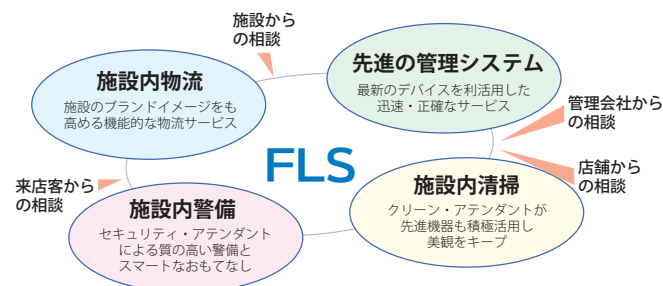 施設から
の相談
施設内物流
施設のブランドイメージをも
高める機能的な物流サービス
先進の管理システム
最新のデバイスを利活用した
迅速・正確なサービス
管理会社から
の相談
FLS
店舗から
の相談
来店客から
の相談
施設内警備
セキュリティ・アテンダント
による質の高い警備と
スマートなおもてなし
施設内清掃
クリーン・アテンダントが
先進機器も積極活用し
美観をキープ